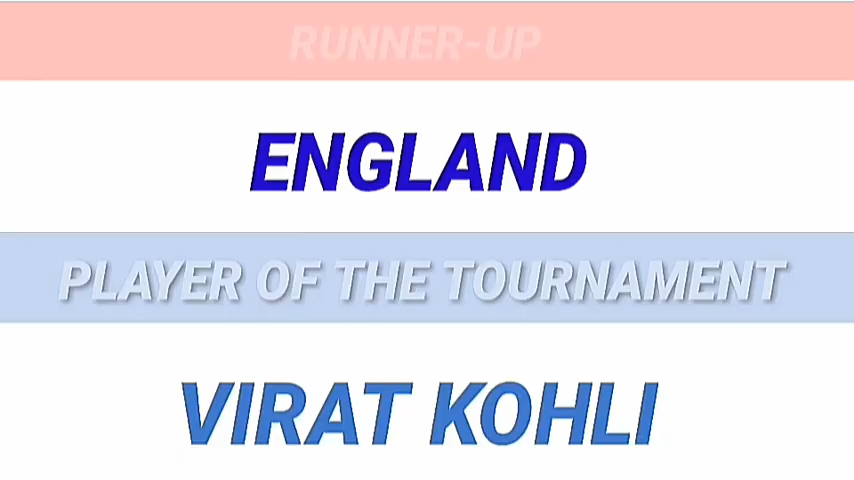 RUNNER-UP
ENGLAND
PLAYER OF THE TOURNAMENT
VIRAT KOHLI